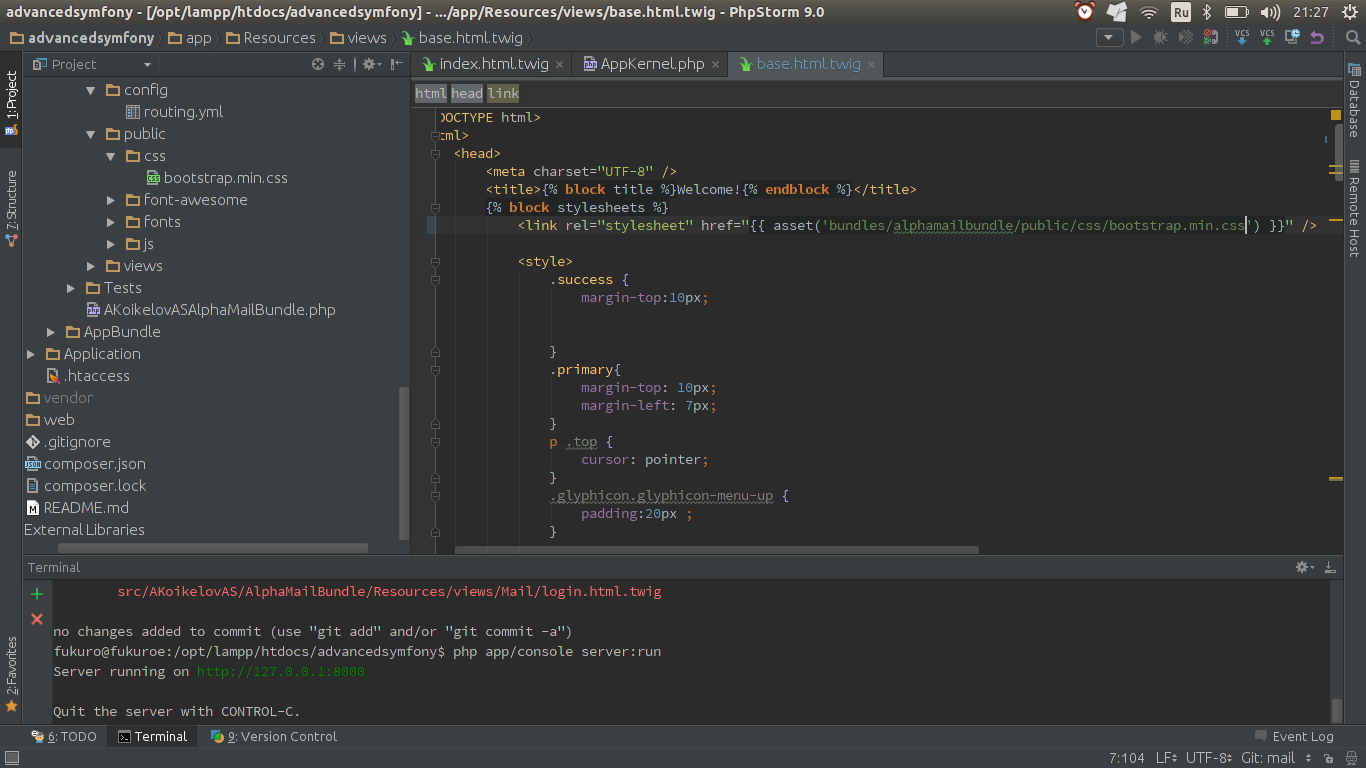 advancedsymfony - [/opt/lampp/htdocs/advancedsymfony] - .../app/Resources/views/base.html.twig - PhpStorm 9.0
Ru
21:27
advancedsymfony
app
Resources
views
base.html.twig
VCS
VCS
Project
index.html.twig
AppKernel.php
base.html.twig
html head link
1: Project
7: Structure
2: Favorites
Database
Remote Host
config
routing.yml
public
css
bootstrap.min.css
font-awesome
fonts
js
views
Tests
AKoikelovASAlphaMailBundle.php
AppBundle
Application
.htaccess
vendor
web
.gitignore
composer.json
composer.lock
README.md
External Libraries
DOCTYPE html>
ml>
<head>
<meta charset="UTF-8" />
<title>{% block title %}Welcome!{% endblock %}</title>
{% block stylesheets %}
<link rel="stylesheet" href="{{ asset('bundles/alphamailbundle/public/css/bootstrap.min.css') }}" />
<style>
.success {
margin-top:10px;
}
.primary{
margin-top: 10px;
margin-left: 7px;
}
p .top {
cursor: pointer;
}
.glyphicon.glyphicon-menu-up {
padding:20px ;
}
Terminal
src/AKoikelovAS/AlphaMailBundle/Resources/views/Mail/login.html.twig
no changes added to commit (use "git add" and/or "git commit -a")
fukuro@fukuroe:/opt/lampp/htdocs/advancedsymfony$ php app/console server:run
Server running on http://127.0.0.1:8000
Quit the server with CONTROL-C.
6: TODO
Terminal
9: Version Control
Event Log
7:104 LF UTF-8 Git: mail